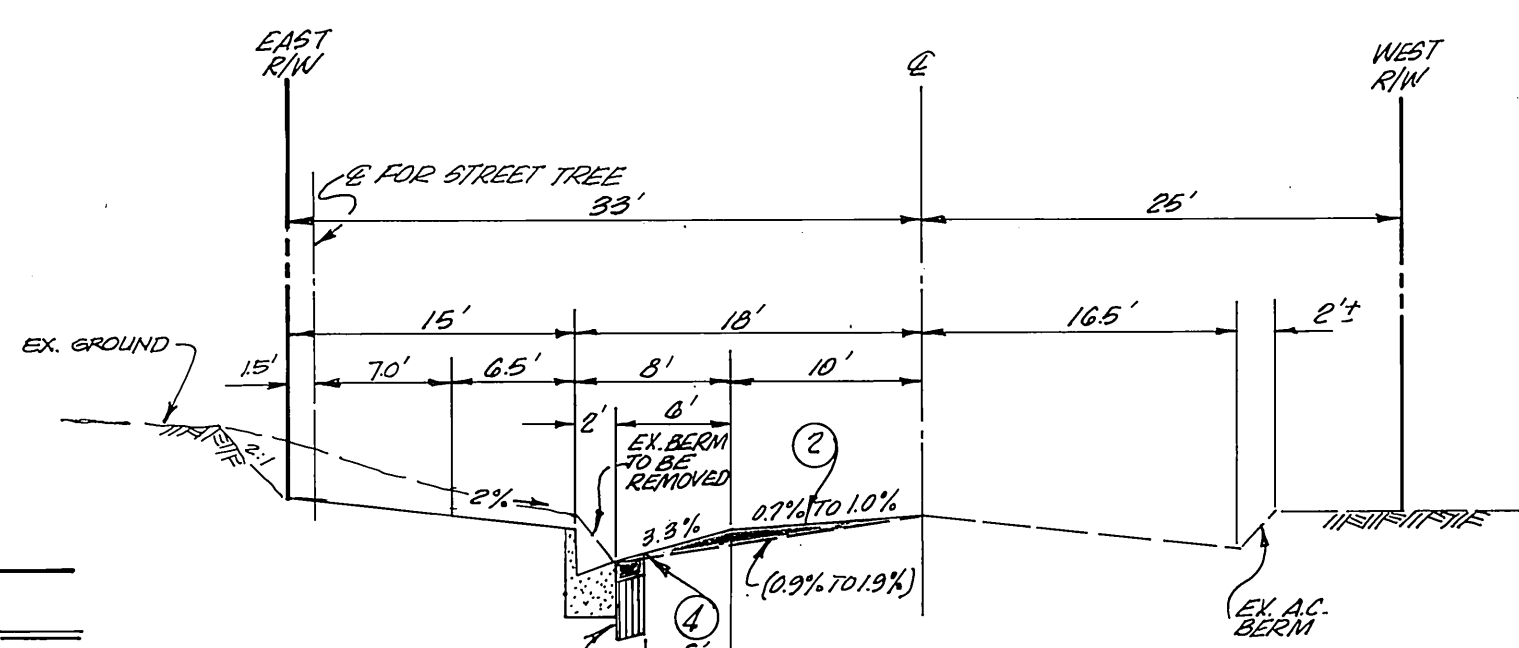 EAST
R/W
℄
WEST
R/W
℄ FOR STREET TREE
33'
25'
15'
18'
16.5'
2'±
EX. GROUND
1.5'
7.0'
6.5'
8'
10'
2'
6'
EX. BERM
TO BE
REMOVED
2
2:1
2%
3.3%
0.7% TO 1.0%
(0.9% TO 1.9%)
4
EX. A.C.
BERM